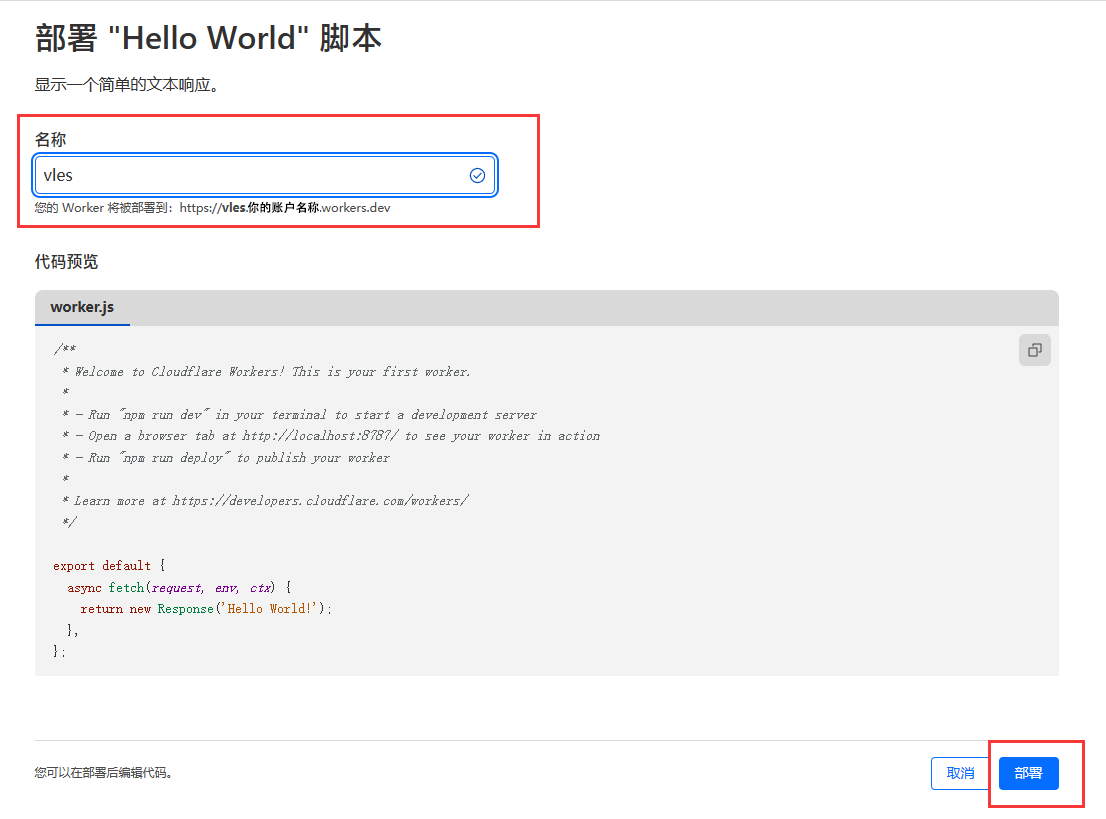 部署 "Hello World" 脚本
显示一个简单的文本响应。
名称
vles
您的 Worker 将被部署到：https://vles.你的账户名称.workers.dev
代码预览
worker.js
/**
 * Welcome to Cloudflare Workers! This is your first worker.
 *
 * - Run "npm run dev" in your terminal to start a development server
 * - Open a browser tab at http://localhost:8787/ to see your worker in action
 * - Run "npm run deploy" to publish your worker
 *
 * Learn more at https://developers.cloudflare.com/workers/
 */
export default {
  async fetch(request, env, ctx) {
    return new Response('Hello World!');
  },
};
您可以在部署后编辑代码。
取消
部署